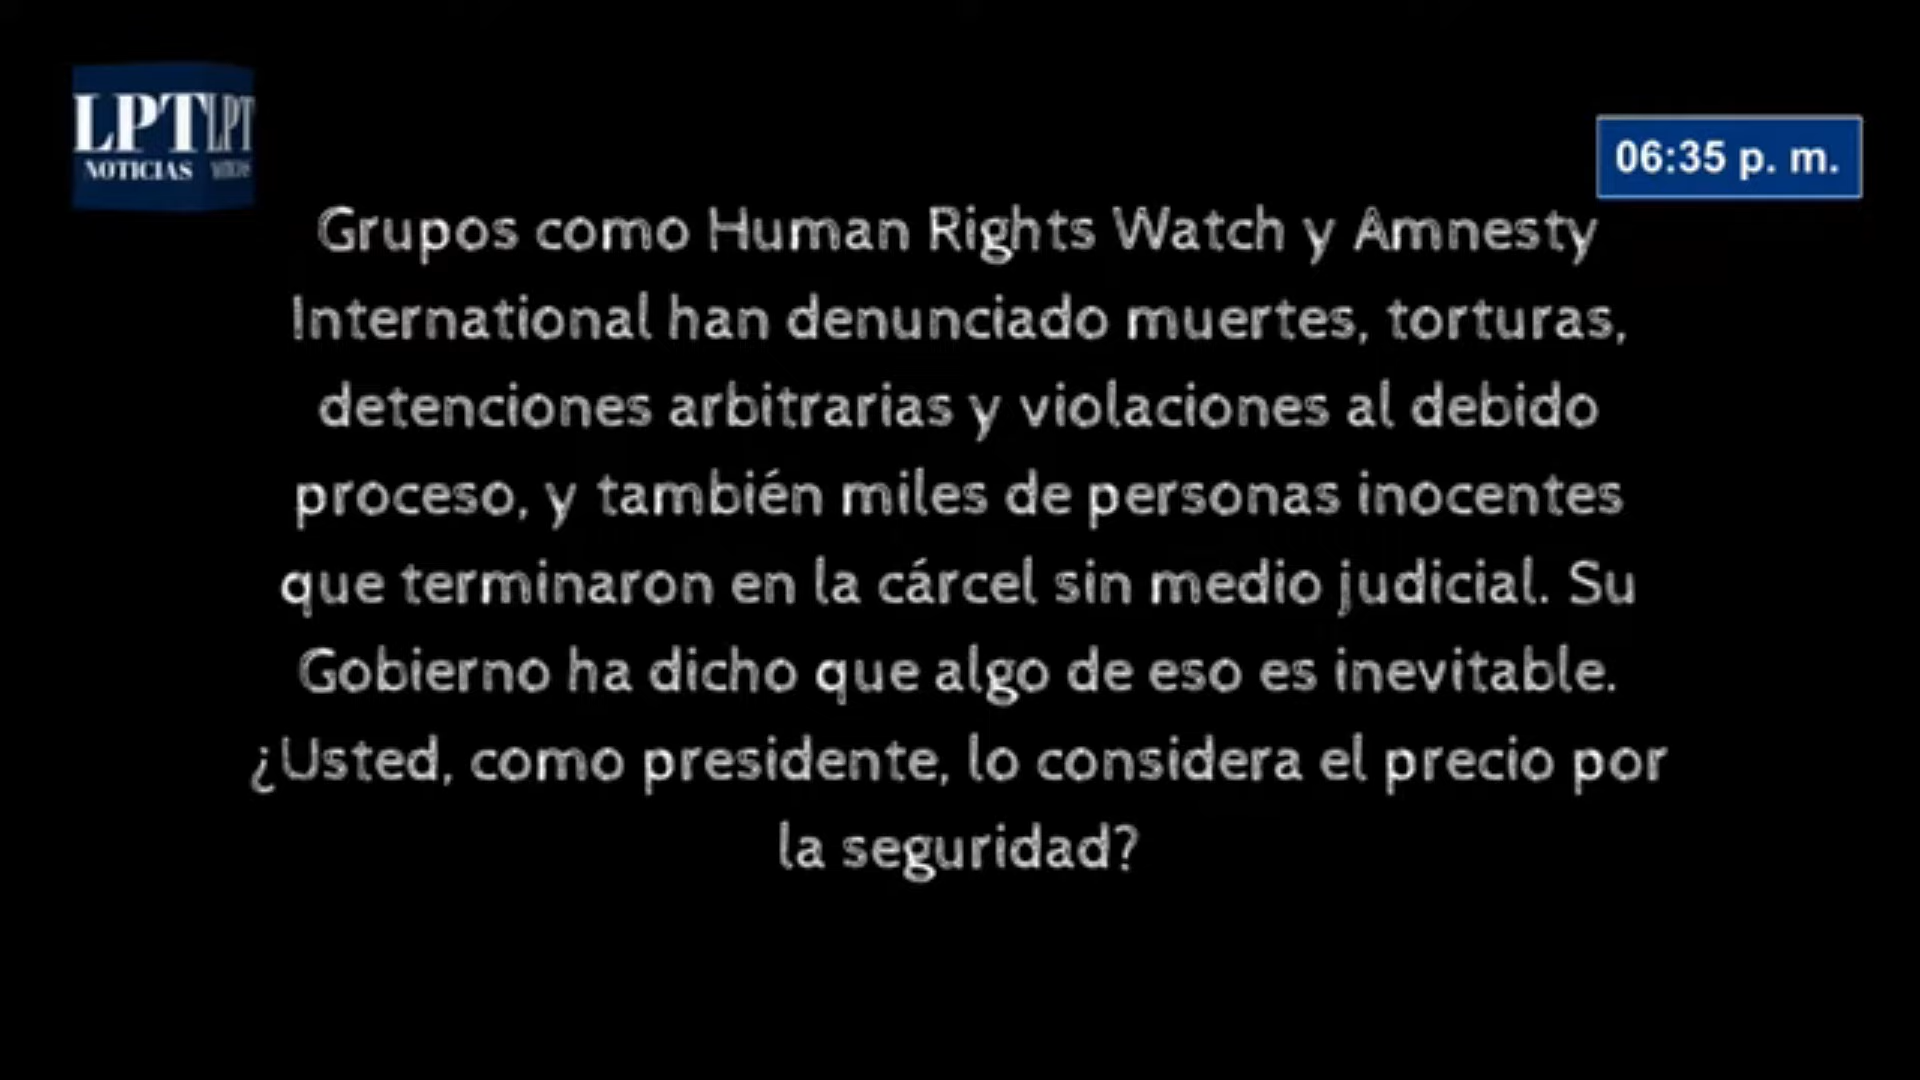 LPT LPT
NOTICIAS NOTICIAS
06:35 p. m.
Grupos como Human Rights Watch y Amnesty
International han denunciado muertes, torturas,
detenciones arbitrarias y violaciones al debido
proceso, y también miles de personas inocentes
que terminaron en la cárcel sin medio judicial. Su
Gobierno ha dicho que algo de eso es inevitable.
¿Usted, como presidente, lo considera el precio por
la seguridad?